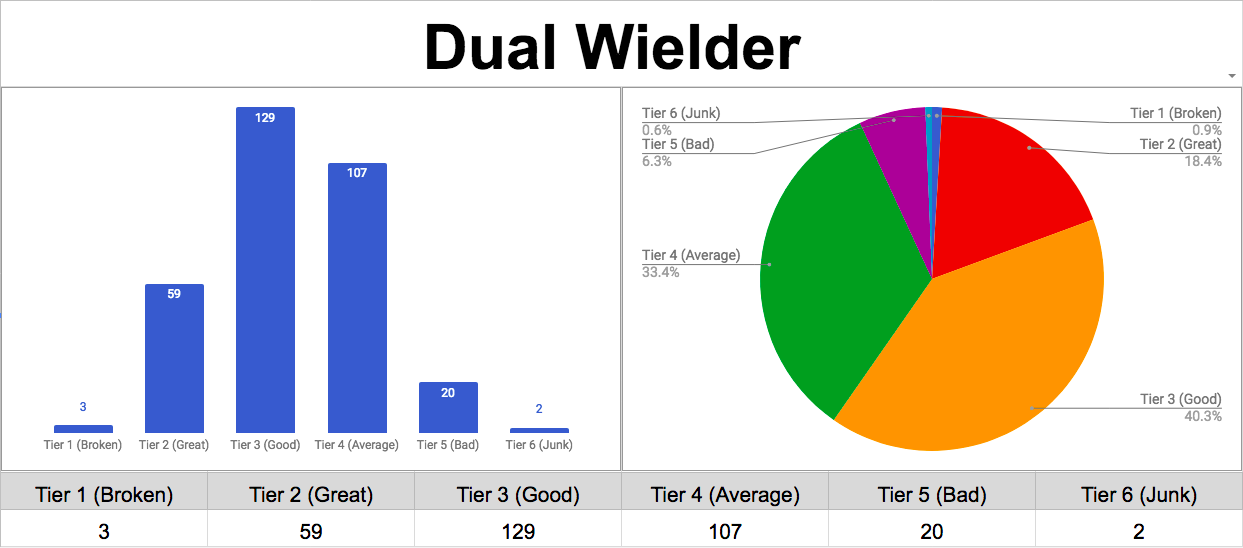 Dual Wielder
3
59
129
107
20
2
Tier 1 (Broken)
Tier 2 (Great)
Tier 3 (Good)
Tier 4 (Average)
Tier 5 (Bad)
Tier 6 (Junk)
Tier 6 (Junk)
0.6%
Tier 5 (Bad)
6.3%
Tier 4 (Average)
33.4%
Tier 1 (Broken)
0.9%
Tier 2 (Great)
18.4%
Tier 3 (Good)
40.3%
Tier 1 (Broken) Tier 2 (Great) Tier 3 (Good) Tier 4 (Average) Tier 5 (Bad) Tier 6 (Junk)
3 59 129 107 20 2